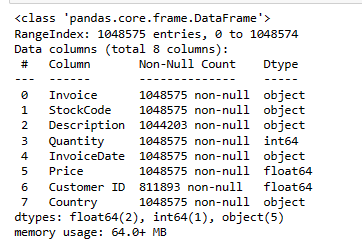 <class 'pandas.core.frame.DataFrame'>
RangeIndex: 1048575 entries, 0 to 1048574
Data columns (total 8 columns):
 #   Column       Non-Null Count    Dtype
---  ------       --------------    -----
 0   Invoice      1048575 non-null  object
 1   StockCode    1048575 non-null  object
 2   Description  1044203 non-null  object
 3   Quantity     1048575 non-null  int64
 4   InvoiceDate  1048575 non-null  object
 5   Price        1048575 non-null  float64
 6   Customer ID  811893 non-null   float64
 7   Country      1048575 non-null  object
dtypes: float64(2), int64(1), object(5)
memory usage: 64.0+ MB